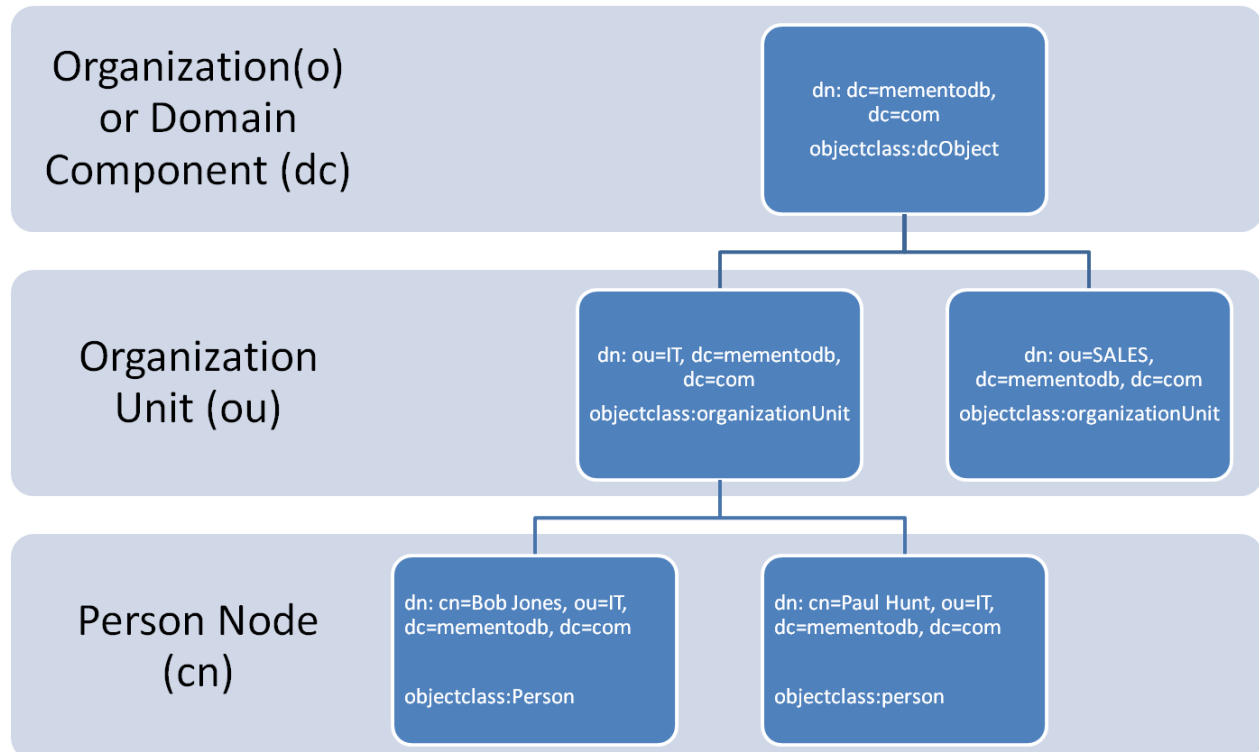 Organization(o)
or Domain
Component (dc)
dn: dc=mementodb,
dc=com
objectclass:dcObject
Organization
Unit (ou)
dn: ou=IT, dc=mementodb,
dc=com
objectclass:organizationUnit
dn: ou=SALES,
dc=mementodb, dc=com
objectclass:organizationUnit
Person Node
(cn)
dn: cn=Bob Jones, ou=IT,
dc=mementodb, dc=com
objectclass:Person
dn: cn=Paul Hunt, ou=IT,
dc=mementodb, dc=com
objectclass:person